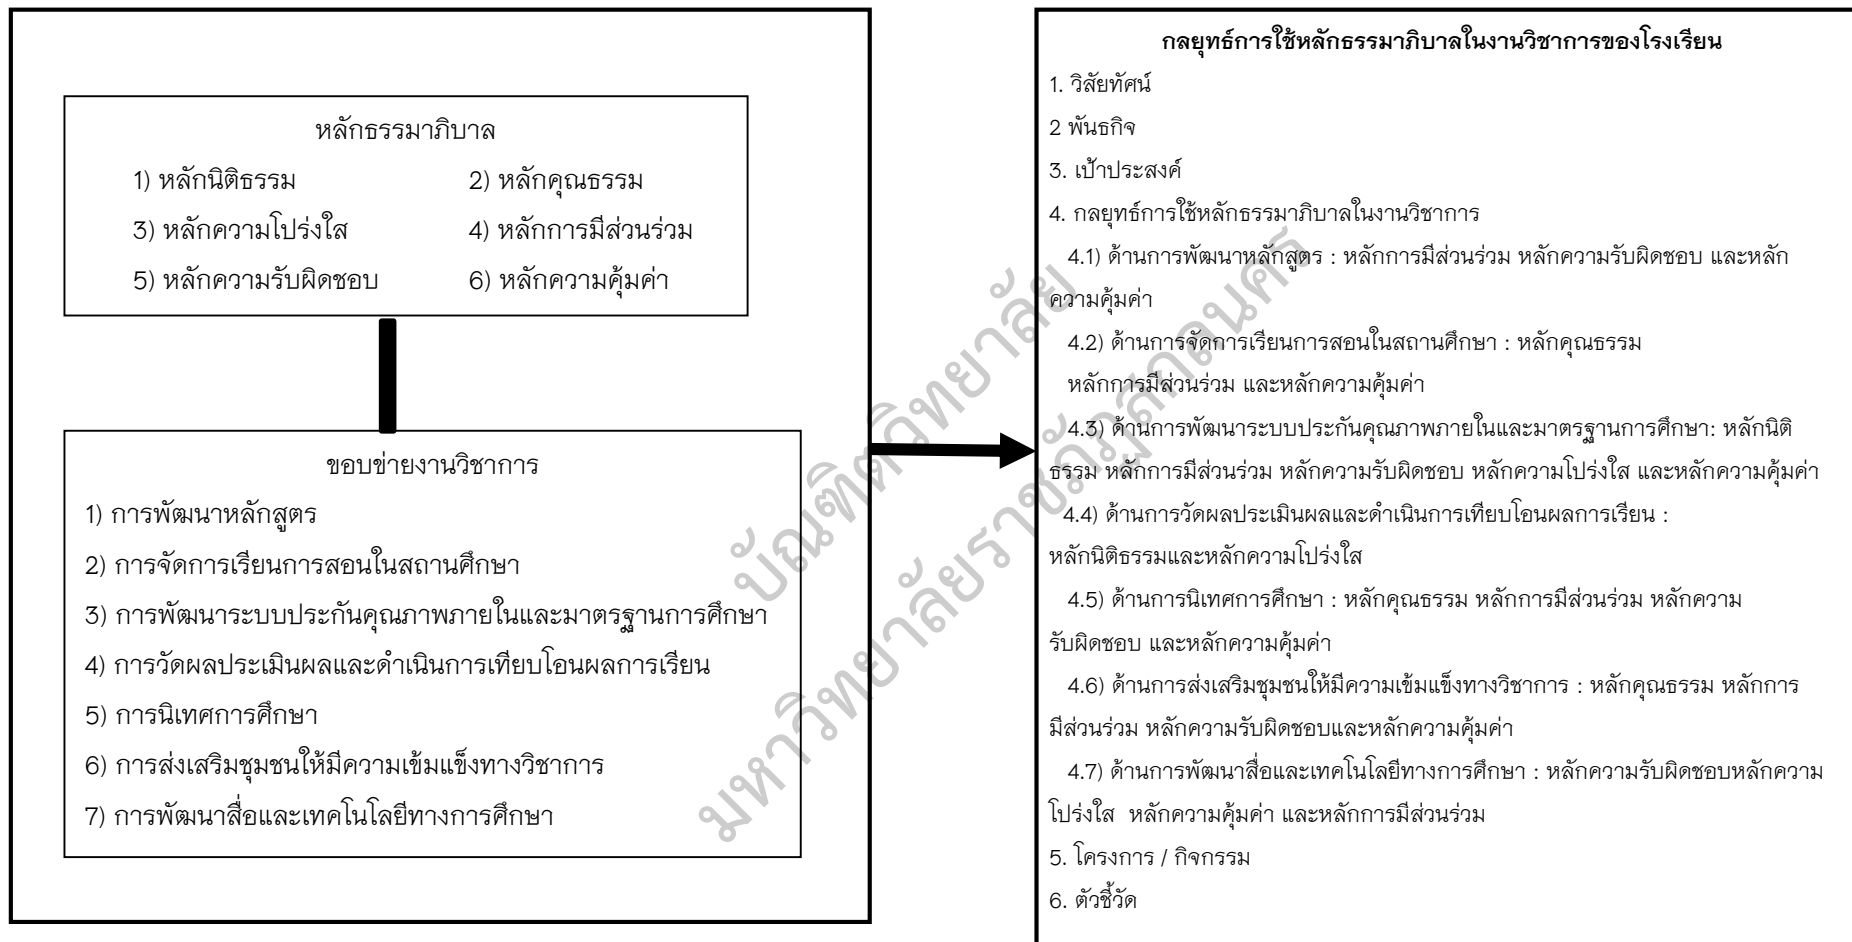 หลักธรรมาภิบาล
1) หลักนิติธรรม 2) หลักคุณธรรม
3) หลักความโปร่งใส 4) หลักการมีส่วนร่วม
5) หลักความรับผิดชอบ 6) หลักความคุ้มค่า
ขอบข่ายงานวิชาการ
1) การพัฒนาหลักสูตร
2) การจัดการเรียนการสอนในสถานศึกษา
3) การพัฒนาระบบประกันคุณภาพภายในและมาตรฐานการศึกษา
4) การวัดผลประเมินผลและดำเนินการเทียบโอนผลการเรียน
5) การนิเทศการศึกษา
6) การส่งเสริมชุมชนให้มีความเข้มแข็งทางวิชาการ
7) การพัฒนาสื่อและเทคโนโลยีทางการศึกษา
กลยุทธ์การใช้หลักธรรมาภิบาลในงานวิชาการของโรงเรียน
1. วิสัยทัศน์
2 พันธกิจ
3. เป้าประสงค์
4. กลยุทธ์การใช้หลักธรรมาภิบาลในงานวิชาการ
4.1) ด้านการพัฒนาหลักสูตร : หลักการมีส่วนร่วม หลักความรับผิดชอบ และหลัก
ความคุ้มค่า
4.2) ด้านการจัดการเรียนการสอนในสถานศึกษา : หลักคุณธรรม
หลักการมีส่วนร่วม และหลักความคุ้มค่า
4.3) ด้านการพัฒนาระบบประกันคุณภาพภายในและมาตรฐานการศึกษา: หลักนิติ
ธรรม หลักการมีส่วนร่วม หลักความรับผิดชอบ หลักความโปร่งใส และหลักความคุ้มค่า
4.4) ด้านการวัดผลประเมินผลและดำเนินการเทียบโอนผลการเรียน :
หลักนิติธรรมและหลักความโปร่งใส
4.5) ด้านการนิเทศการศึกษา : หลักคุณธรรม หลักการมีส่วนร่วม หลักความ
รับผิดชอบ และหลักความคุ้มค่า
4.6) ด้านการส่งเสริมชุมชนให้มีความเข้มแข็งทางวิชาการ : หลักคุณธรรม หลักการ
มีส่วนร่วม หลักความรับผิดชอบและหลักความคุ้มค่า
4.7) ด้านการพัฒนาสื่อและเทคโนโลยีทางการศึกษา : หลักความรับผิดชอบหลักความ
โปร่งใส หลักความคุ้มค่า และหลักการมีส่วนร่วม
5. โครงการ / กิจกรรม
6. ตัวชี้วัด
บัณฑิตวิทยาลัย
มหาวิทยาลัยราชภัฏสกลนคร